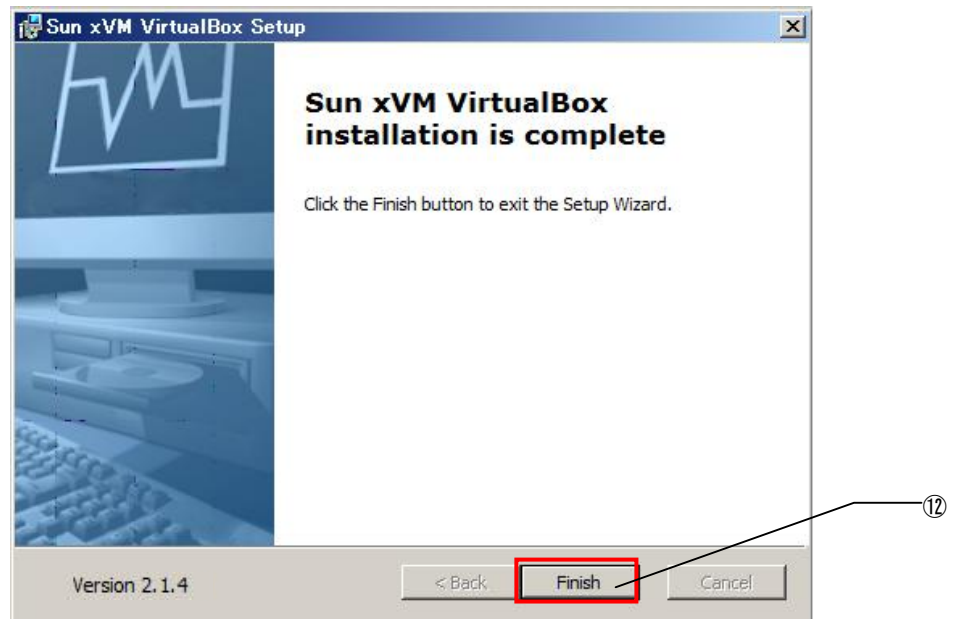 Sun xVM VirtualBox Setup
Sun xVM VirtualBox
installation is complete
Click the Finish button to exit the Setup Wizard.
⑫
Version 2.1.4
< Back
Finish
Cancel